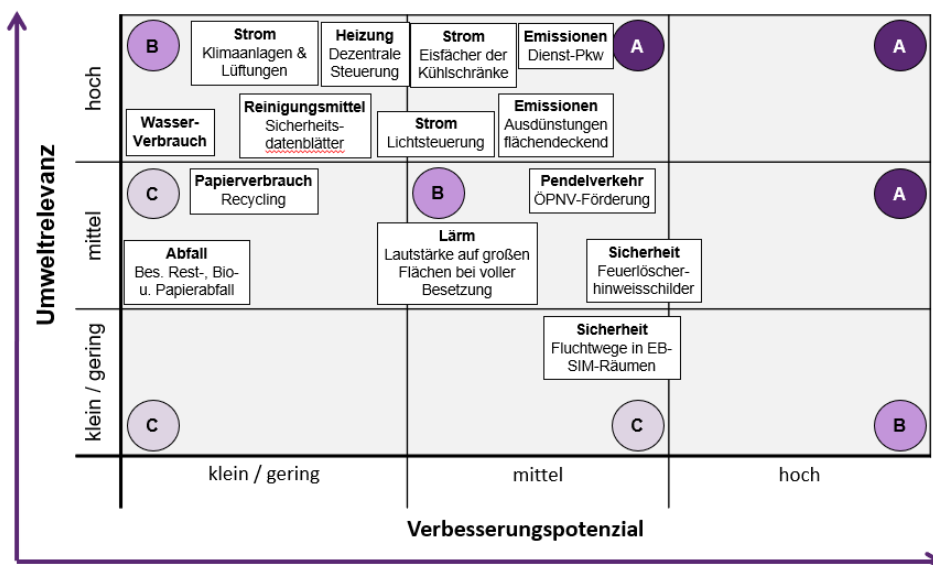 Umweltrelevanz
hoch
B
Strom
Klimaanlagen &
Lüftungen
Heizung
Dezentrale
Steuerung
Strom
Eisfächer der
Kühlschränke
Emissionen
Dienst-Pkw
A
A
Wasser-
Verbrauch
Reinigungsmittel
Sicherheits-
datenblätter
Strom
Lichtsteuerung
Emissionen
Ausdünstungen
flächendeckend
mittel
C
Papierverbrauch
Recycling
B
Pendelverkehr
ÖPNV-Förderung
A
Abfall
Bes. Rest-, Bio-
u. Papierabfall
Lärm
Lautstärke auf großen
Flächen bei voller
Besetzung
Sicherheit
Feuerlöscher-
hinweisschilder
klein / gering
Sicherheit
Fluchtwege in EB-
SIM-Räumen
C
C
B
klein / gering
mittel
hoch
Verbesserungspotenzial